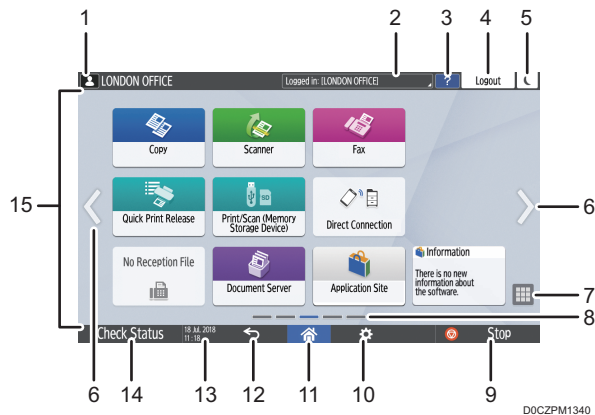 1
2
3
4
5
LONDON OFFICE
Logged in: [LONDON OFFICE]
?
Logout
Copy
Scanner
Fax
15
6
SD
Quick Print Release
Print/Scan (Memory
Storage Device)
Direct Connection
No Reception File
Document Server
Application Site
Information
There is no new
information about
the software.
7
8
Check Status
18 Jul. 2018
11:18
Stop
6
14
13
12
11
10
9
D0CZPM1340